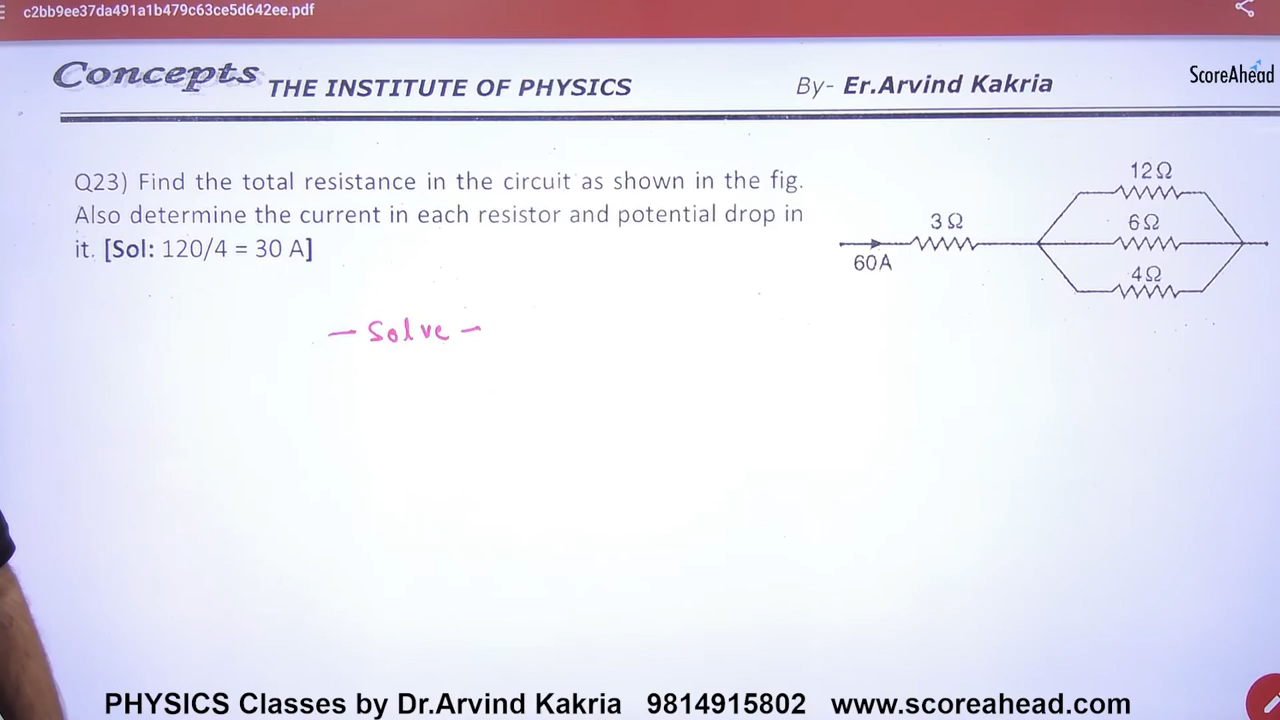 c2bb9ee37da491a1b479c63ce5d642ee.pdf
Concepts THE INSTITUTE OF PHYSICS By- Er.Arvind Kakria
ScoreAhead
Q23) Find the total resistance in the circuit as shown in the fig.
Also determine the current in each resistor and potential drop in
it. [Sol: 120/4 = 30 A]
12Ω
3Ω
6Ω
60A
4Ω
— Solve —
PHYSICS Classes by Dr.Arvind Kakria 9814915802 www.scoreahead.com